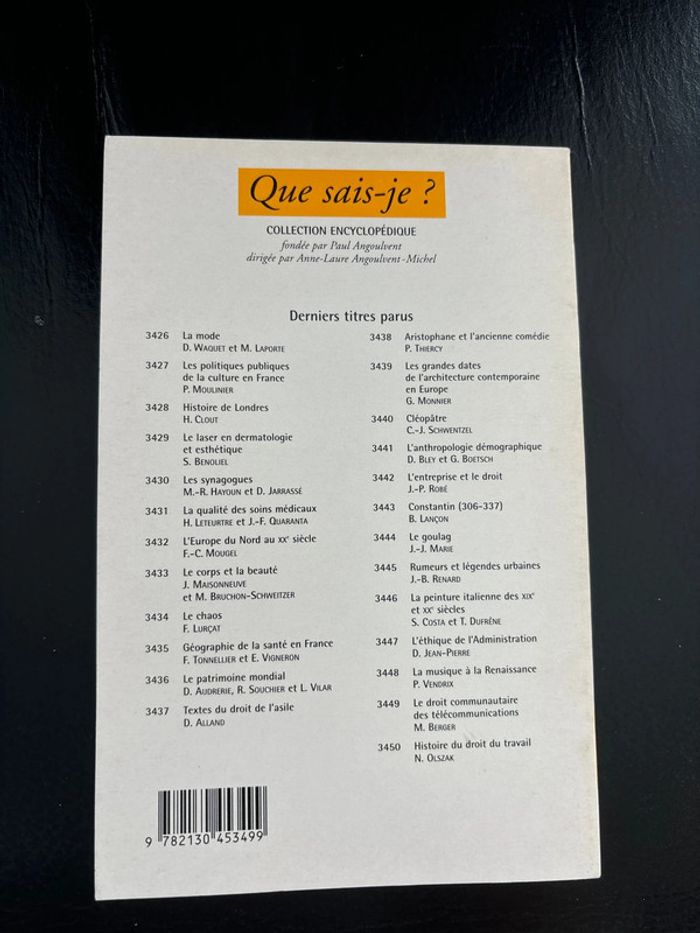 Que sais-je ?
COLLECTION ENCYCLOPÉDIQUE
fondée par Paul Angoulvent
dirigée par Anne-Laure Angoulvent-Michel
Derniers titres parus
3426 La mode
D. WAQUET et M. LAPORTE
3427 Les politiques publiques
de la culture en France
P. MOULINIER
3428 Histoire de Londres
H. CLOUT
3429 Le laser en dermatologie
et esthétique
S. BENOLIEL
3430 Les synagogues
M.-R. HAYOUN et D. JARRASSÉ
3431 La qualité des soins médicaux
H. LETEURTRE et J.-F. QUARANTA
3432 L'Europe du Nord au XXe siècle
F.-C. MOUGEL
3433 Le corps et la beauté
J. MAISONNEUVE
et M. BRUCHON-SCHWEITZER
3434 Le chaos
F. LURÇAT
3435 Géographie de la santé en France
F. TONNELLIER et E. VIGNERON
3436 Le patrimoine mondial
D. AUDRERIE, R. SOUCHIER et L. VILAR
3437 Textes du droit de l'asile
D. ALLAND
3438 Aristophane et l'ancienne comédie
P. THIERCY
3439 Les grandes dates
de l'architecture contemporaine
en Europe
G. MONNIER
3440 Cléopâtre
C.-J. SCHWENTZEL
3441 L'anthropologie démographique
D. BLEY et G. BOETSCH
3442 L'entreprise et le droit
J.-P. ROBÉ
3443 Constantin (306-337)
B. LANÇON
3444 Le goulag
J.-J. MARIE
3445 Rumeurs et légendes urbaines
J.-B. RENARD
3446 La peinture italienne des XIXe
et XXe siècles
S. COSTA et T. DUFRÊNE
3447 L'éthique de l'Administration
D. JEAN-PIERRE
3448 La musique à la Renaissance
P. VENDRIX
3449 Le droit communautaire
des télécommunications
M. BERGER
3450 Histoire du droit du travail
N. OLSZAK
9 782130 453499